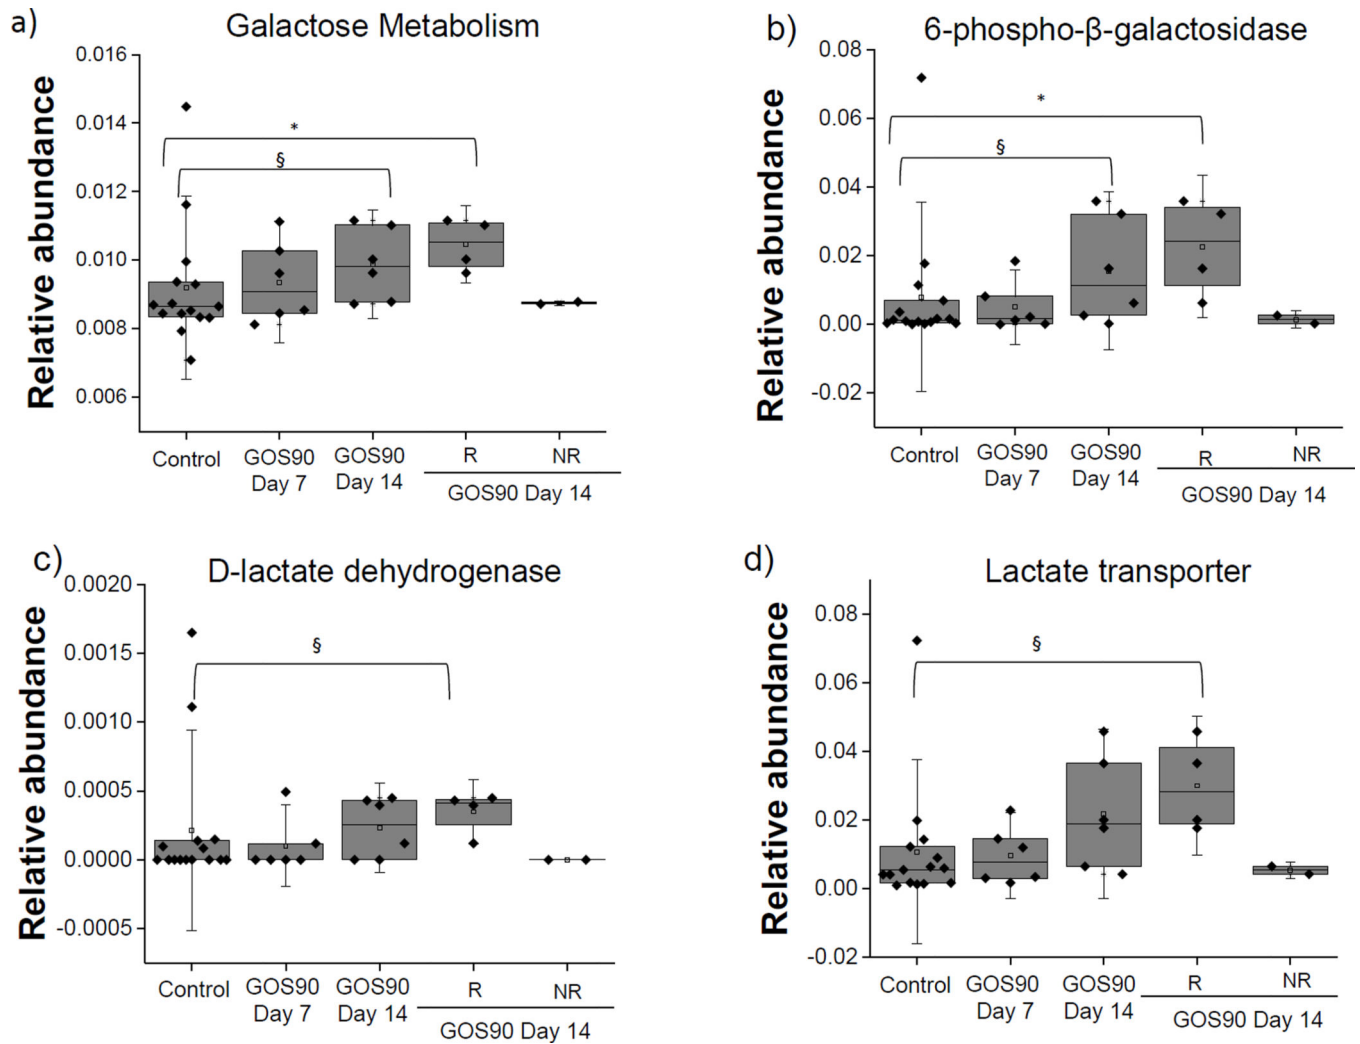 a)
Galactose Metabolism
Relative abundance
0.016
0.014
0.012
0.010
0.008
0.006
*
§
Control
GOS90
Day 7
GOS90
Day 14
R
NR
GOS90 Day 14
b)
6-phospho-β-galactosidase
Relative abundance
0.08
0.06
0.04
0.02
0.00
-0.02
*
§
Control
GOS90
Day 7
GOS90
Day 14
R
NR
GOS90 Day 14
c)
D-lactate dehydrogenase
Relative abundance
0.0020
0.0015
0.0010
0.0005
0.0000
-0.0005
§
Control
GOS90
Day 7
GOS90
Day 14
R
NR
GOS90 Day 14
d)
Lactate transporter
Relative abundance
0.08
0.06
0.04
0.02
0.00
-0.02
§
Control
GOS90
Day 7
GOS90
Day 14
R
NR
GOS90 Day 14